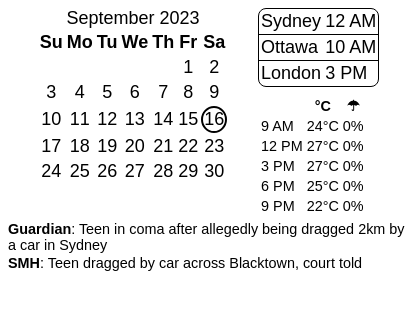 September 2023
Su Mo Tu We Th Fr Sa
1 2
3 4 5 6 7 8 9
10 11 12 13 14 15 16
17 18 19 20 21 22 23
24 25 26 27 28 29 30
Sydney 12 AM
Ottawa 10 AM
London 3 PM
°C ☂
9 AM 24°C 0%
12 PM 27°C 0%
3 PM 27°C 0%
6 PM 25°C 0%
9 PM 22°C 0%
Guardian: Teen in coma after allegedly being dragged 2km by
a car in Sydney
SMH: Teen dragged by car across Blacktown, court told